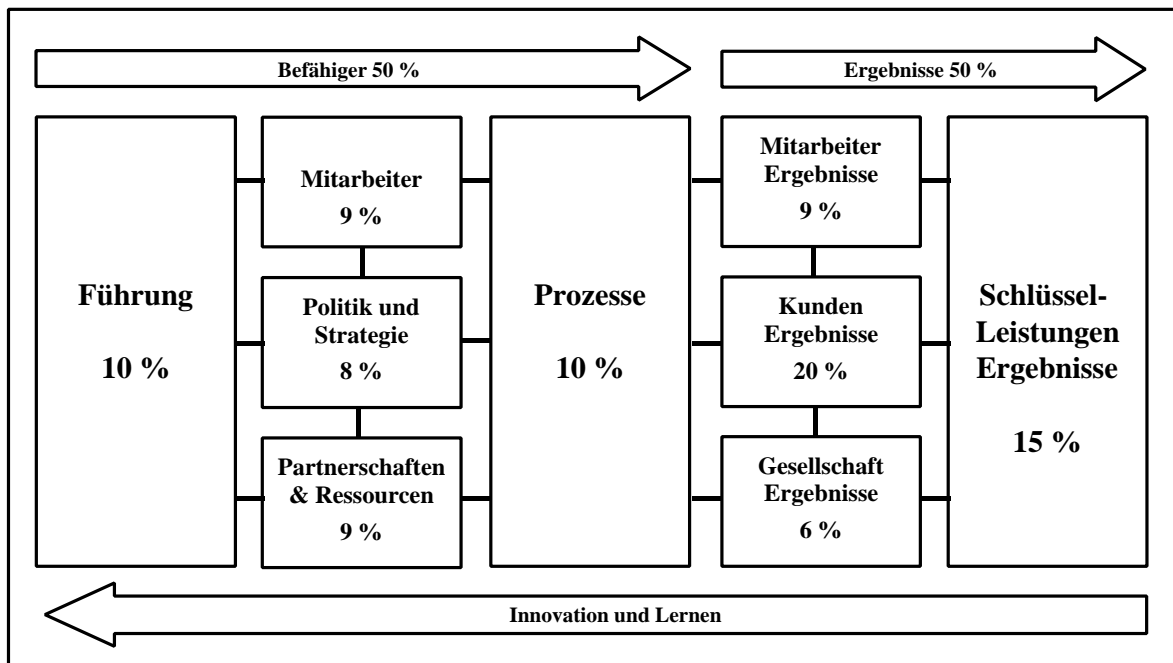 Befähiger 50 %
Ergebnisse 50 %
Führung
10 %
Mitarbeiter
9 %
Politik und
Strategie
8 %
Partnerschaften
& Ressourcen
9 %
Prozesse
10 %
Mitarbeiter
Ergebnisse
9 %
Kunden
Ergebnisse
20 %
Gesellschaft
Ergebnisse
6 %
Schlüssel-
Leistungen
Ergebnisse
15 %
Innovation und Lernen